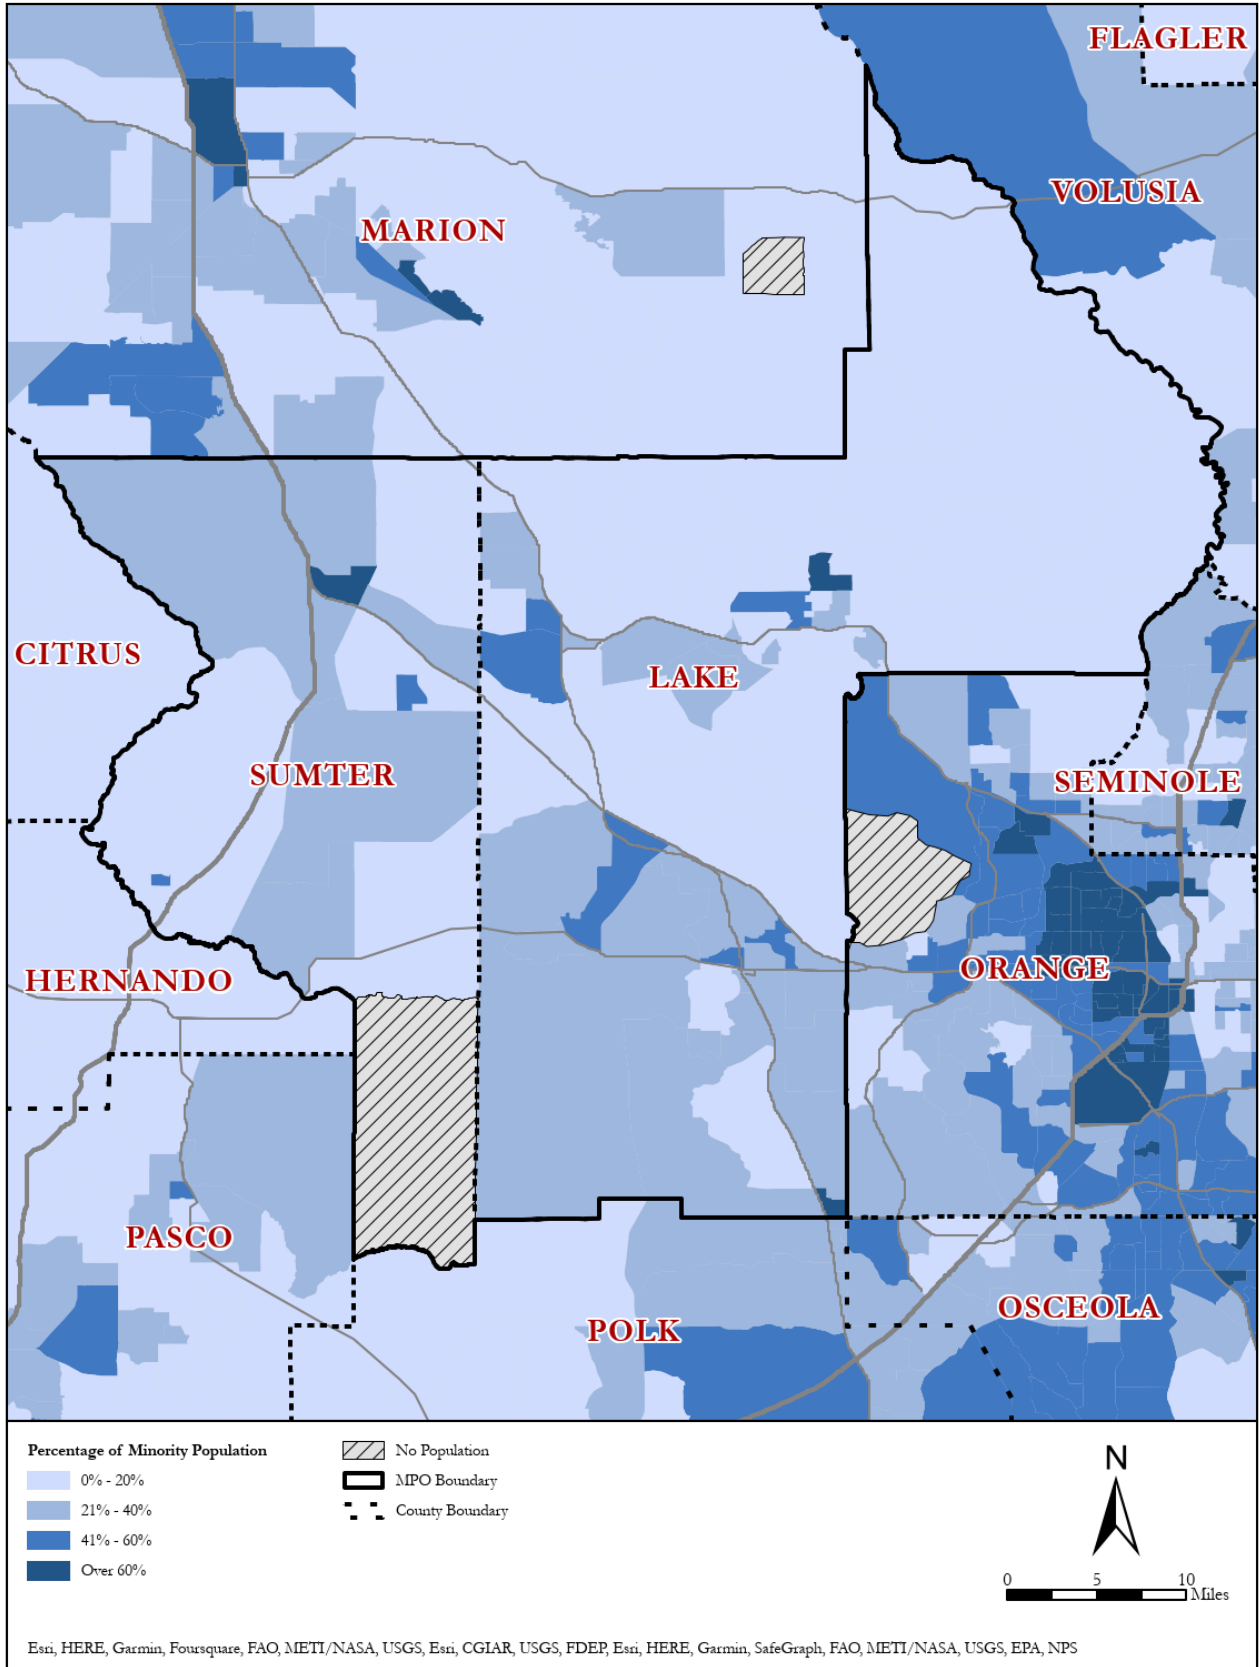 FLAGLER
VOLUSIA
MARION
CITRUS
LAKE
SUMTER
SEMINOLE
HERNANDO
ORANGE
PASCO
OSCEOLA
POLK
Percentage of Minority Population
0% - 20%
21% - 40%
41% - 60%
Over 60%
No Population
MPO Boundary
County Boundary
N
0 5 10
Miles
Esri, HERE, Garmin, Foursquare, FAO, METI/NASA, USGS, Esri, CGIAR, USGS, FDEP, Esri, HERE, Garmin, SafeGraph, FAO, METI/NASA, USGS, EPA, NPS